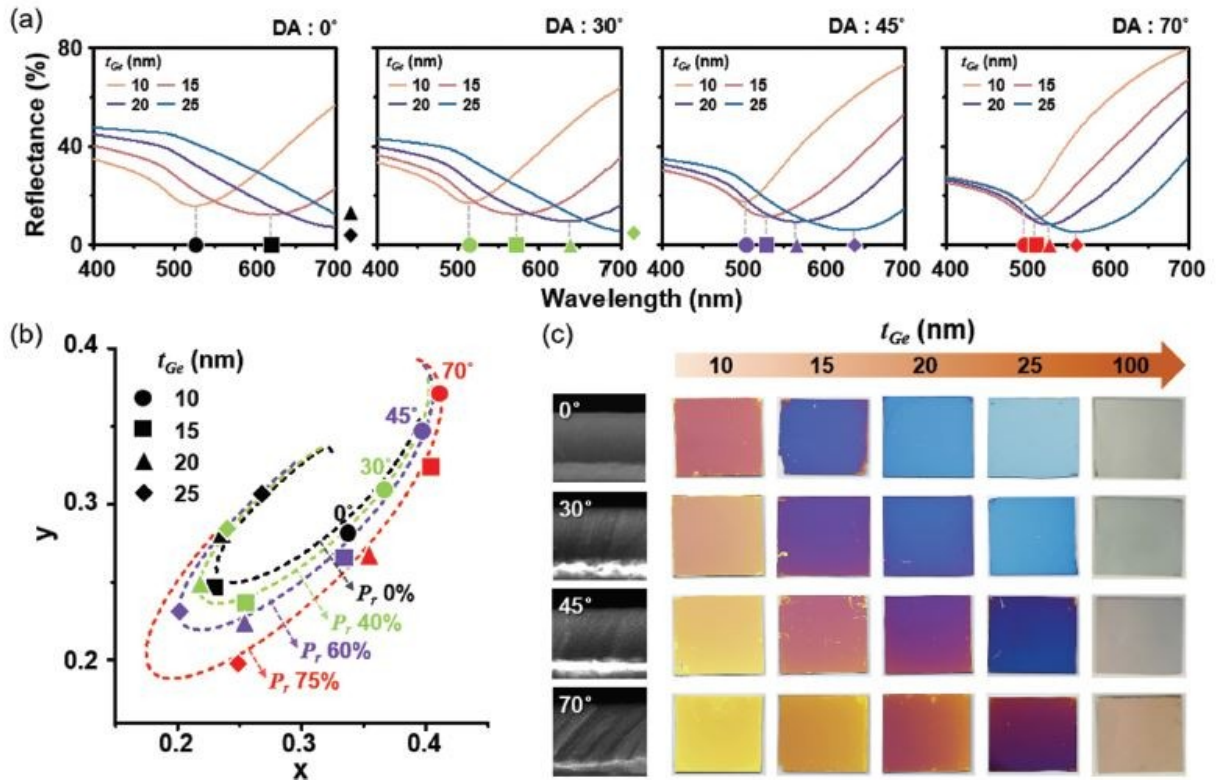 (a)
DA : 0˚
DA : 30˚
DA : 45˚
DA : 70˚
Reflectance (%)
80
40
0
t_Ge (nm)
10 15
20 25
t_Ge (nm)
10 15
20 25
t_Ge (nm)
10 15
20 25
t_Ge (nm)
10 15
20 25
400 500 600 700
400 500 600 700
400 500 600 700
400 500 600 700
Wavelength (nm)
(b)
0.4
0.3
0.2
y
t_Ge (nm)
10
15
20
25
70˚
45˚
30˚
0˚
P_r 0%
P_r 40%
P_r 60%
P_r 75%
0.2 0.3 0.4
x
(c)
t_Ge (nm)
10 15 20 25 100
0˚
30˚
45˚
70˚